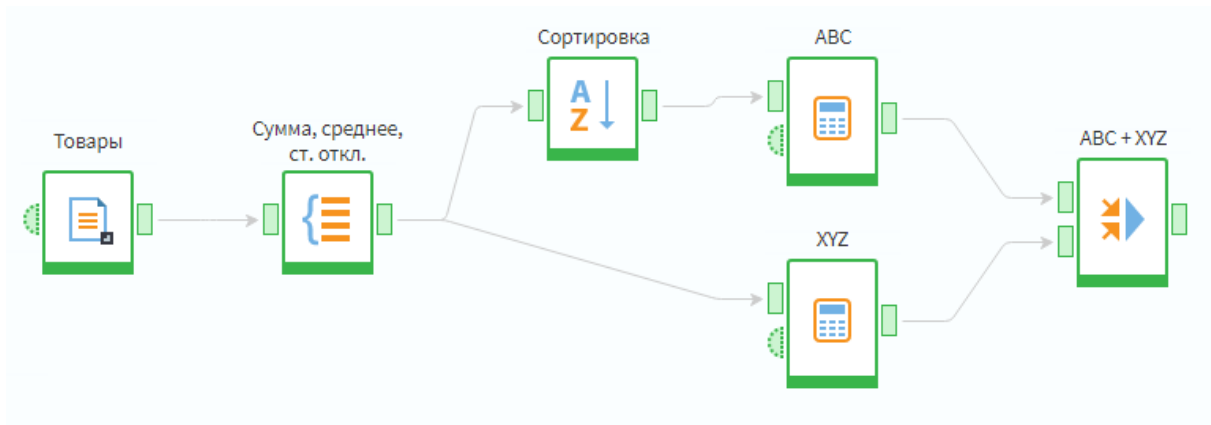 Сортировка
ABC
A
Z
Товары
Сумма, среднее,
ст. откл.
ABC + XYZ
XYZ